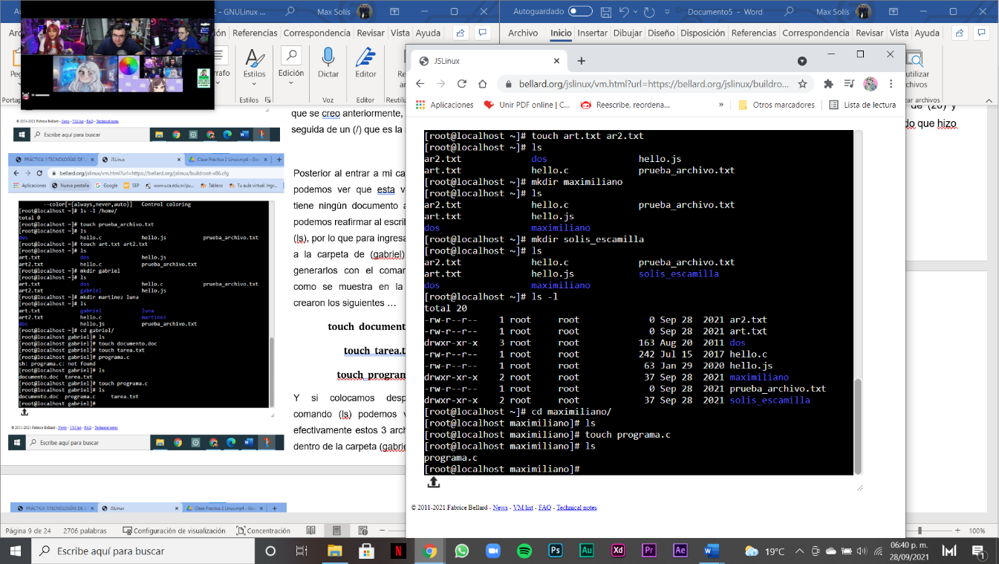 2 - GNULinux ...
Max Solís
Autoguardado
Documento5 - Word
Max Solís
Referencias
Correspondencia
Revisar
Vista
Ayuda
Archivo
Inicio
Insertar
Dibujar
Diseño
Disposición
Referencias
Correspondencia
Revisar
Vista
Ayuda
Estilos
Edición
Dictar
Editor
Estilos
Voz
Editor
que se creo anteriormente,
seguida de un (/) que es la
Posterior al entrar a mi ca
podemos ver que esta v
tiene ningún documento a
podemos reafirmar al escrib
(ls), por lo que para ingresa
a la carpeta de (gabriel)
generarlos con el comar
como se muestra en la
crearon los siguientes …
touch document
touch tarea.t
touch program
Y si colocamos desp
comando (ls) podemos v
efectivamente estos 3 arch
dentro de la carpeta (gabrie
© 2011-2021 Fabrice Bellard - News - VM list - FAQ - Technical notes
Escribe aquí para buscar
PRÁCTICA 1:TECNOLOGÍAS DE L
JSLinux
Clase Práctica 2 Linux.mp4 - Goo
bellard.org/jslinux/vm.html?url=https://bellard.org/jslinux/buildroot-x86.cfg
Aplicaciones
Nueva pestaña
Google
SEP
www.uca.edu.sv/pu...
Tablero
Tu aula virtual: Ingr...
--color[={always,never,auto}] Control coloring
[root@localhost ~]# ls -l /home/
total 0
[root@localhost ~]# touch prueba_archivo.txt
[root@localhost ~]# ls
dos hello.c hello.js prueba_archivo.txt
[root@localhost ~]# touch art.txt art2.txt
[root@localhost ~]# ls
art.txt dos hello.js
art2.txt hello.c prueba_archivo.txt
[root@localhost ~]# mkdir gabriel
[root@localhost ~]# ls
art.txt dos hello.c prueba_archivo.txt
art2.txt gabriel hello.js
[root@localhost ~]# mkdir martinez luna
[root@localhost ~]# ls
art.txt gabriel luna
art2.txt hello.c martinez
dos hello.js prueba_archivo.txt
[root@localhost ~]# cd gabriel/
[root@localhost gabriel]# ls
[root@localhost gabriel]# touch documento.doc
[root@localhost gabriel]# touch tarea.txt
[root@localhost gabriel]# programa.c
sh: programa.c: not found
[root@localhost gabriel]# ls
documento.doc tarea.txt
[root@localhost gabriel]# touch programa.c
[root@localhost gabriel]# ls
documento.doc programa.c tarea.txt
[root@localhost gabriel]#
© 2011-2021 Fabrice Bellard - News - VM list - FAQ - Technical notes
Escribe aquí para buscar
PRÁCTICA 1:TECNOLOGÍAS DE L
JSLinux
Clase Práctica 2 Linux.mp4 - Goo
JSLinux
bellard.org/jslinux/vm.html?url=https://bellard.org/jslinux/buildro...
Aplicaciones
Unir PDF online | C...
Reescribe, reordena...
»
Otros marcadores
Lista de lectura
[root@localhost ~]# touch art.txt ar2.txt
[root@localhost ~]# ls
ar2.txt dos hello.js
art.txt hello.c prueba_archivo.txt
[root@localhost ~]# mkdir maximiliano
[root@localhost ~]# ls
ar2.txt hello.c prueba_archivo.txt
art.txt hello.js
dos maximiliano
[root@localhost ~]# mkdir solis_escamilla
[root@localhost ~]# ls
ar2.txt hello.c prueba_archivo.txt
art.txt hello.js solis_escamilla
dos maximiliano
[root@localhost ~]# ls -l
total 20
-rw-r--r-- 1 root root 0 Sep 28 2021 ar2.txt
-rw-r--r-- 1 root root 0 Sep 28 2021 art.txt
drwxr-xr-x 3 root root 163 Aug 20 2011 dos
-rw-r--r-- 1 root root 242 Jul 15 2017 hello.c
-rw-r--r-- 1 root root 63 Jan 29 2020 hello.js
drwxr-xr-x 2 root root 37 Sep 28 2021 maximiliano
-rw-r--r-- 1 root root 0 Sep 28 2021 prueba_archivo.txt
drwxr-xr-x 2 root root 37 Sep 28 2021 solis_escamilla
[root@localhost ~]# cd maximiliano/
[root@localhost maximiliano]# ls
[root@localhost maximiliano]# touch programa.c
[root@localhost maximiliano]# ls
programa.c
[root@localhost maximiliano]#
© 2011-2021 Fabrice Bellard - News - VM list - FAQ - Technical notes
do que hizo
Página 9 de 24
2706 palabras
Configuración de visualización
Concentración
100%
Escribe aquí para buscar
Ps
Au
Xd
Pr
Ae
19°C
06:40 p. m.
28/09/2021
1